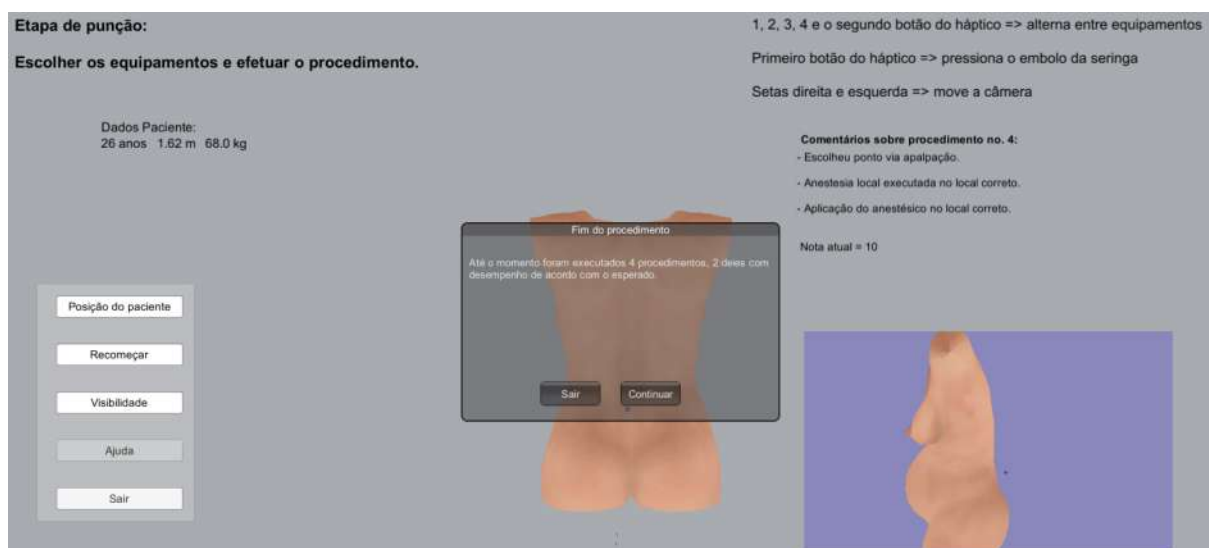 Etapa de punção:
Escolher os equipamentos e efetuar o procedimento.
1, 2, 3, 4 e o segundo botão do háptico => alterna entre equipamentos
Primeiro botão do háptico => pressiona o embolo da seringa
Setas direita e esquerda => move a câmera
Dados Paciente:
26 anos 1.62 m 68.0 kg
Comentários sobre procedimento no. 4:
- Escolheu ponto via apalpação.
- Anestesia local executada no local correto.
- Aplicação do anestésico no local correto.
Nota atual = 10
Fim do procedimento
Até o momento foram executados 4 procedimentos, 2 deles com
desempenho de acordo com o esperado.
Sair
Continuar
Posição do paciente
Recomeçar
Visibilidade
Ajuda
Sair